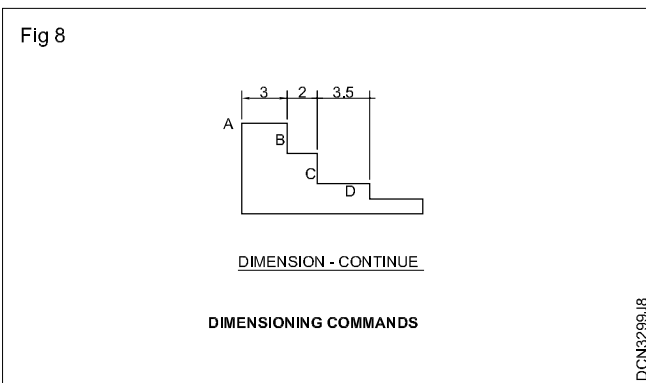 Fig 8
3 2 3.5
A
B
C
D
DIMENSION - CONTINUE
DIMENSIONING COMMANDS
DCN3299J8